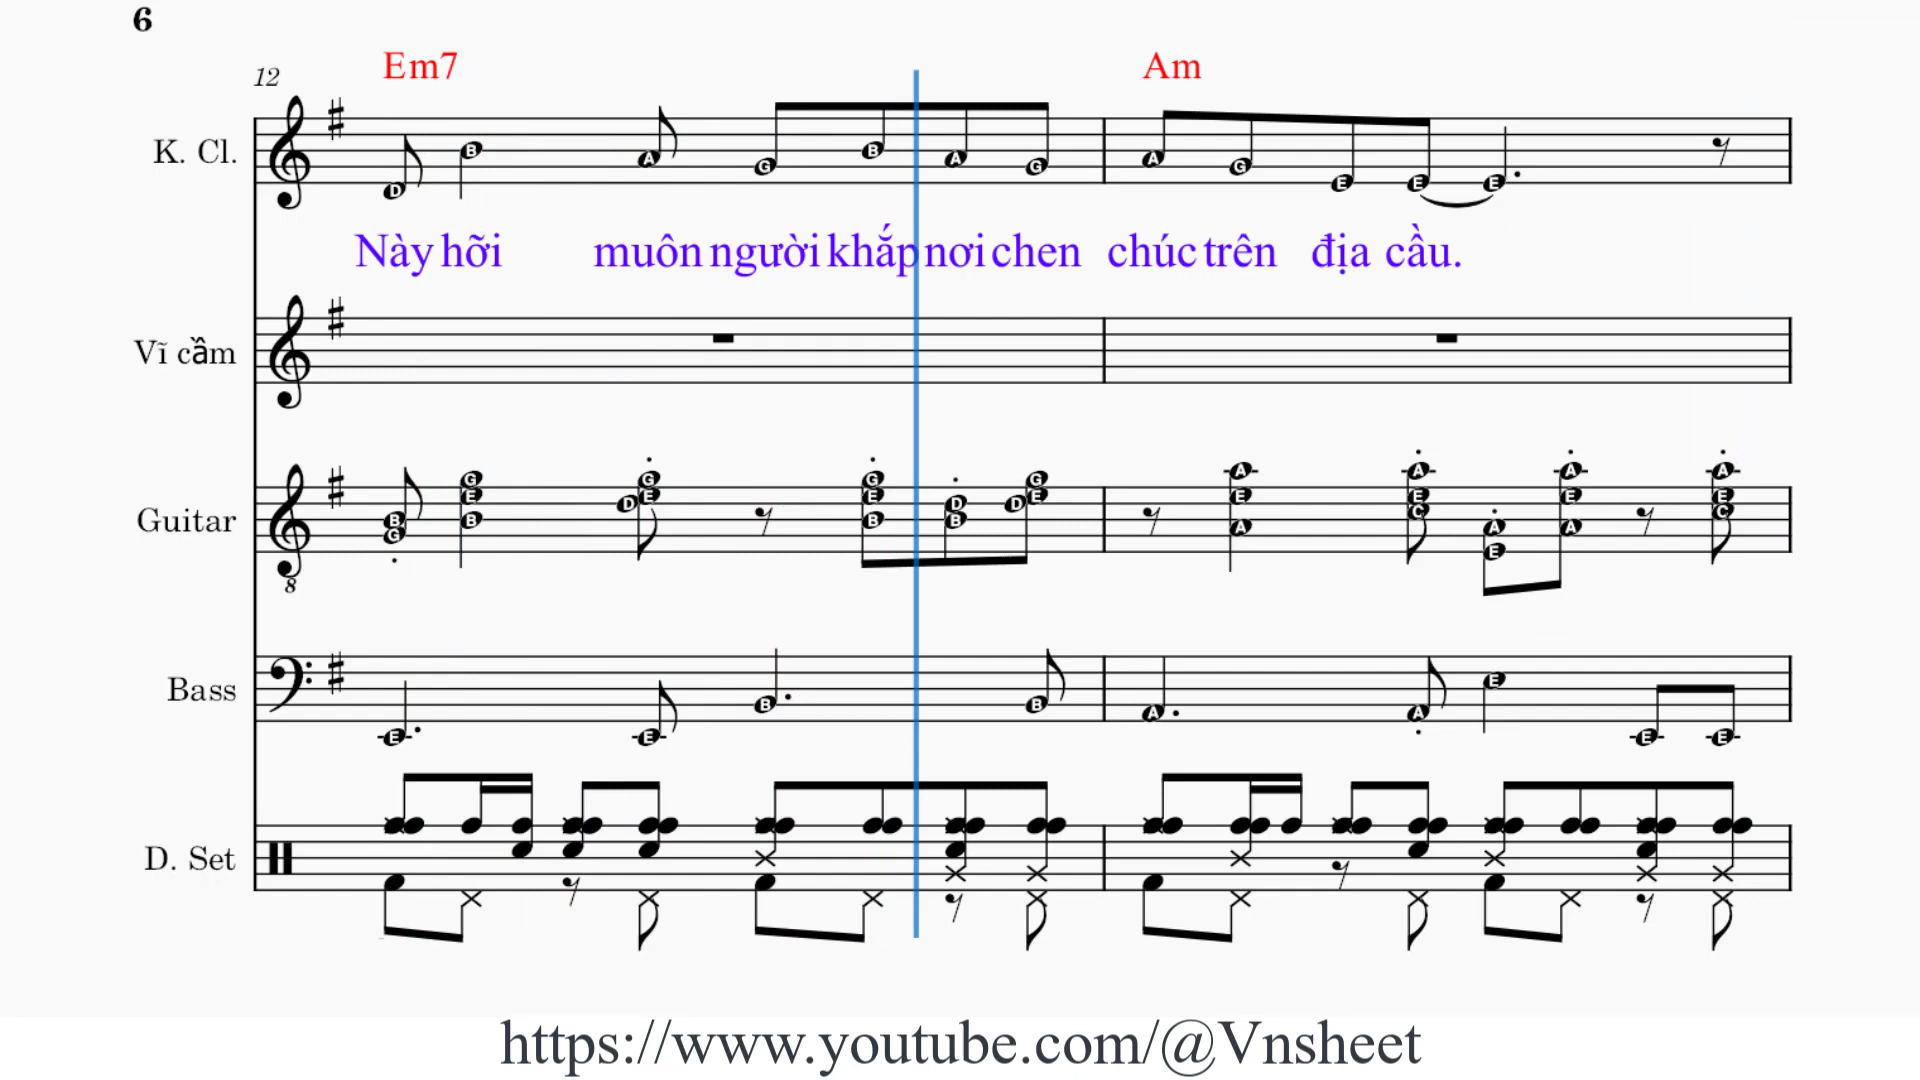 6
12
Em7 Am
K. Cl.
D B A G B A G A G E E E
Này hỡi muôn người khắp nơi chen chúc trên địa cầu.
Vĩ cầm
Guitar
8
Bass
E E B B A A E E E
D. Set
https://www.youtube.com/@Vnsheet